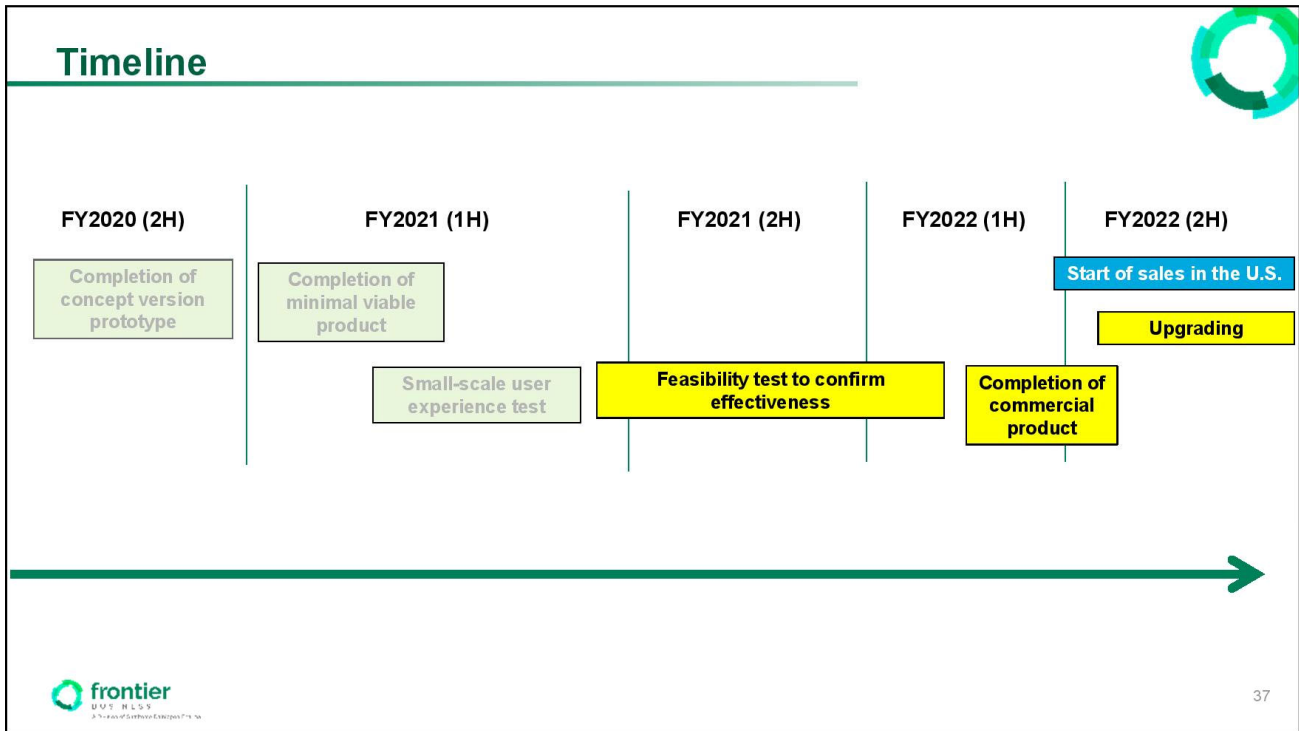 Timeline
FY2020 (2H)
FY2021 (1H)
FY2021 (2H)
FY2022 (1H)
FY2022 (2H)
Completion of
concept version
prototype
Completion of
minimal viable
product
Small-scale user
experience test
Feasibility test to confirm
effectiveness
Completion of
commercial
product
Start of sales in the U.S.
Upgrading
frontier
BUSINESS
37